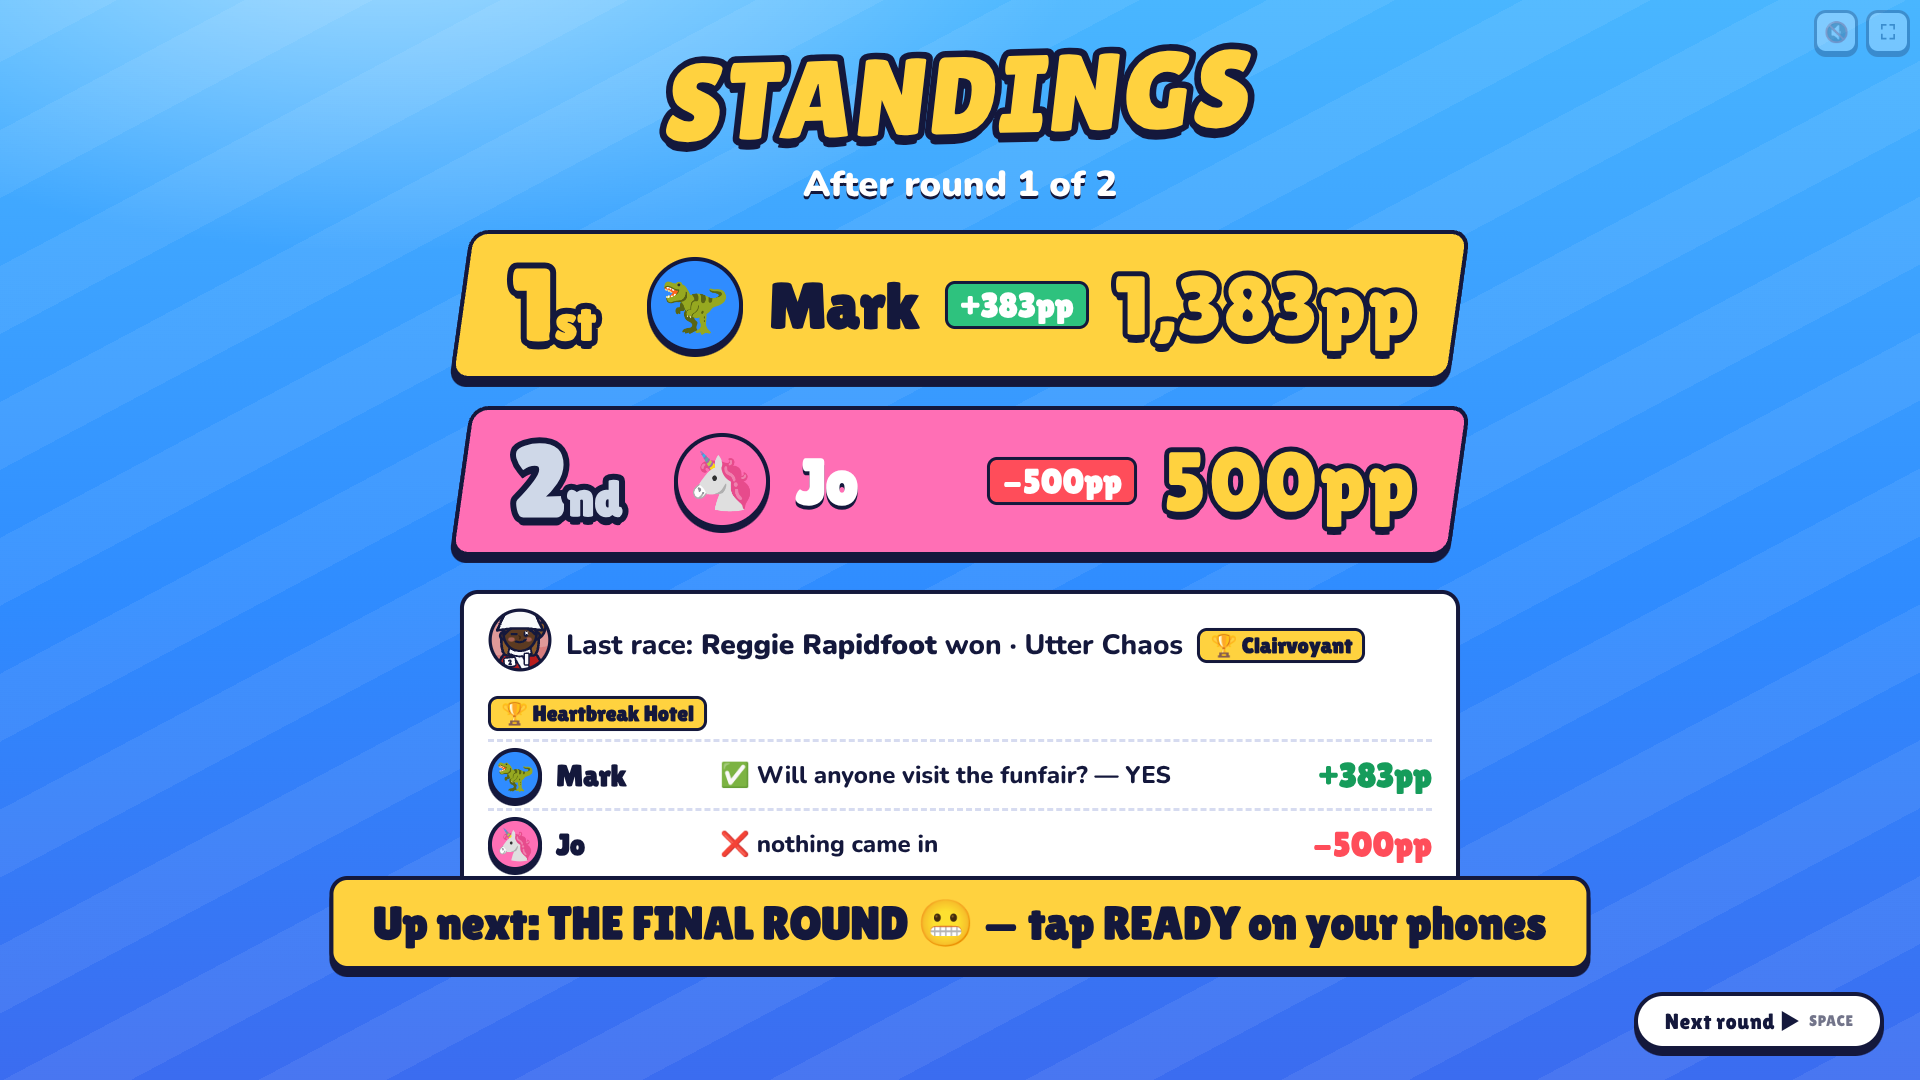 STANDINGS
After round 1 of 2
1st Mark +383pp 1,383pp
2nd Jo -500pp 500pp
Last race: Reggie Rapidfoot won · Utter Chaos 🏆 Clairvoyant
🏆 Heartbreak Hotel
Mark ✅ Will anyone visit the funfair? — YES +383pp
Jo ❌ nothing came in -500pp
Up next: THE FINAL ROUND 😬 — tap READY on your phones
Next round ▶ SPACE